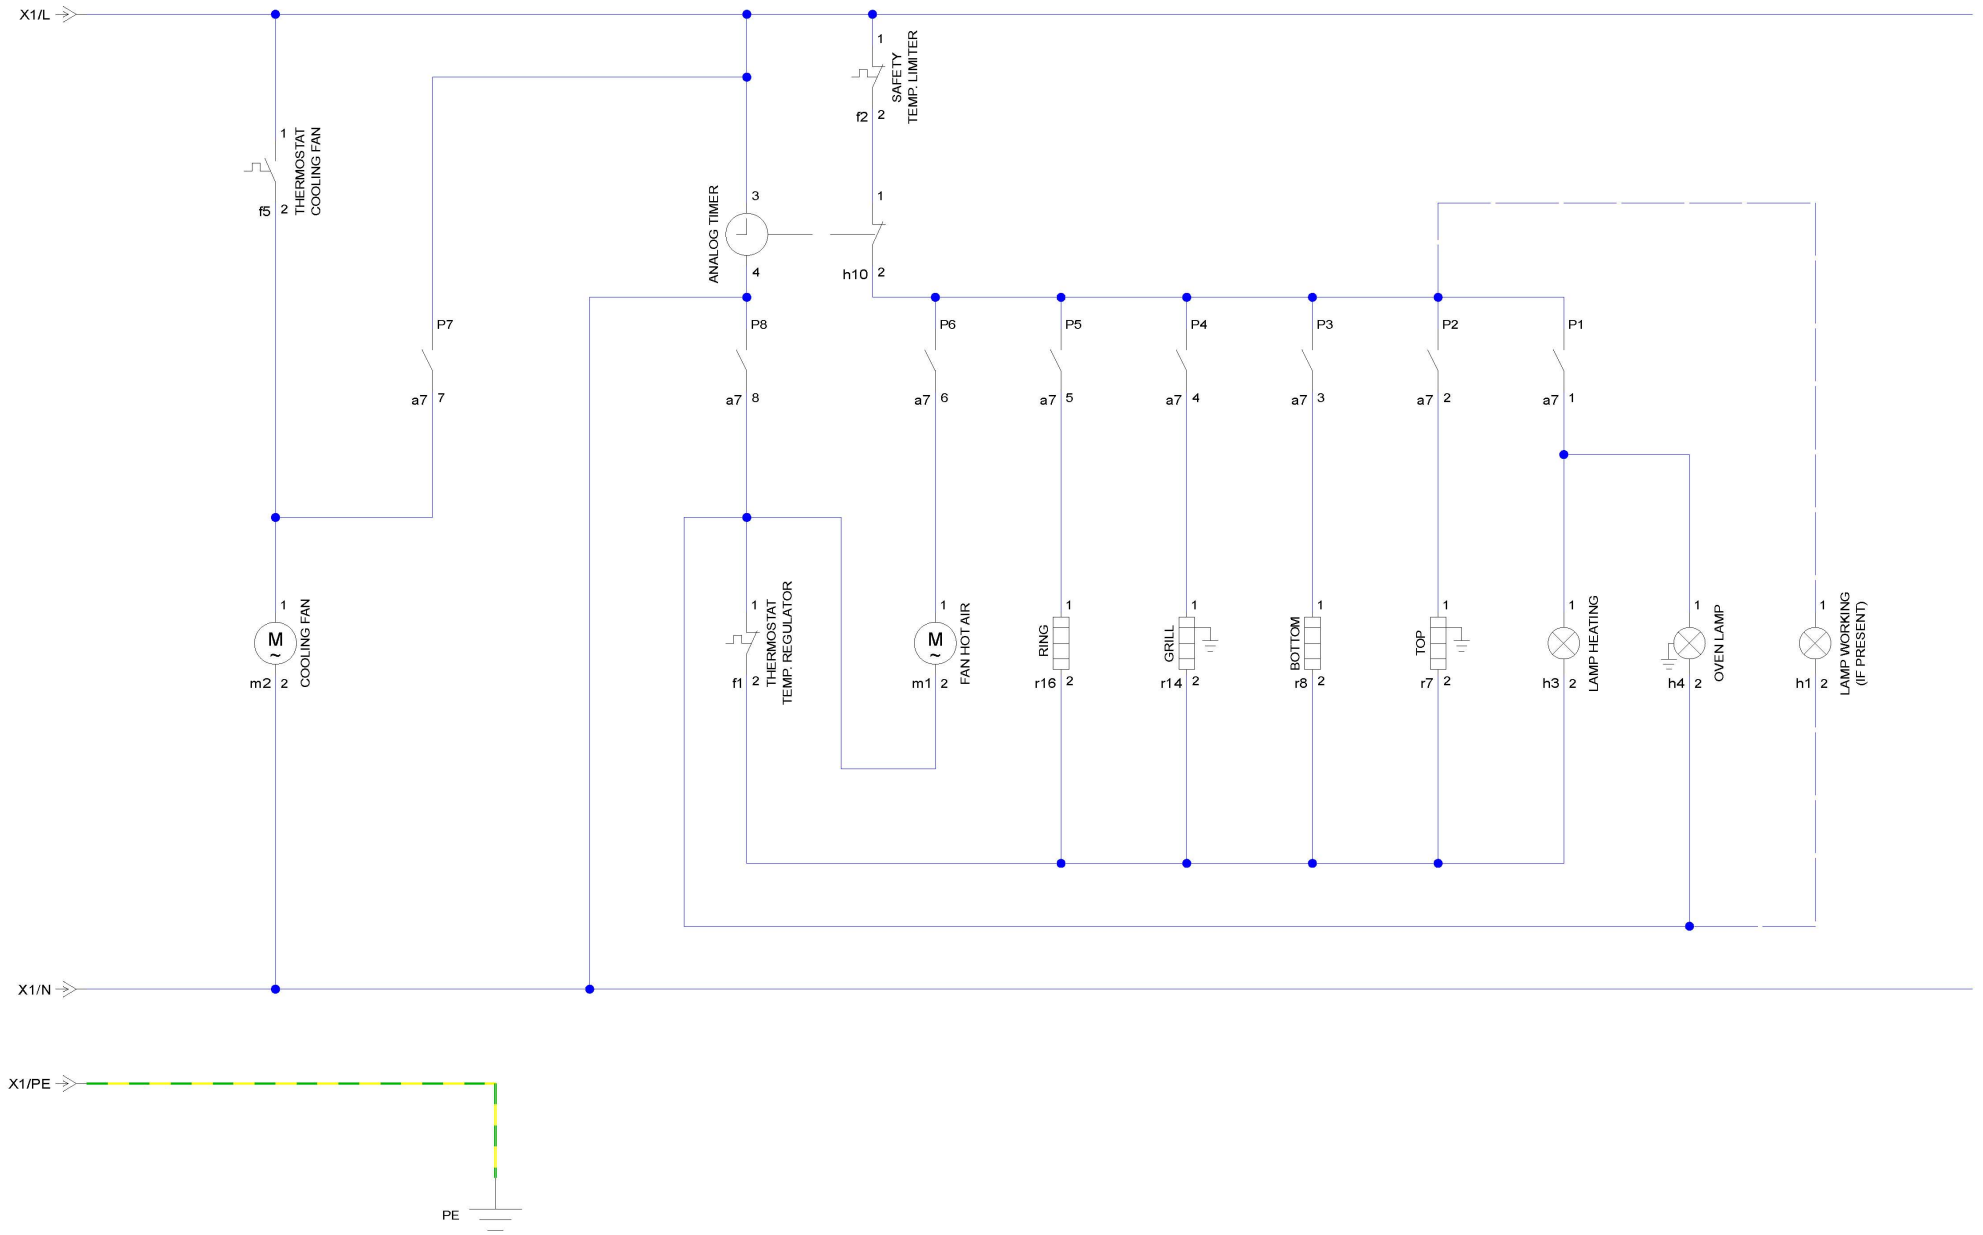 X1/L
1
SAFETY
TEMP. LIMITER
f2 2
1
THERMOSTAT
COOLING FAN
f5 2
ANALOG TIMER
3
4
1
h10 2
P7
P8
P6
P5
P4
P3
P2
P1
a7 7
a7 8
a7 6
a7 5
a7 4
a7 3
a7 2
a7 1
1
M
~
COOLING FAN
m2 2
1
THERMOSTAT
TEMP. REGULATOR
f1 2
1
M
~
FAN HOT AIR
m1 2
1
RING
r16 2
1
GRILL
r14 2
1
BOTTOM
r8 2
1
TOP
r7 2
1
LAMP HEATING
h3 2
1
OVEN LAMP
h4 2
1
LAMP WORKING
(IF PRESENT)
h1 2
X1/N
X1/PE
PE